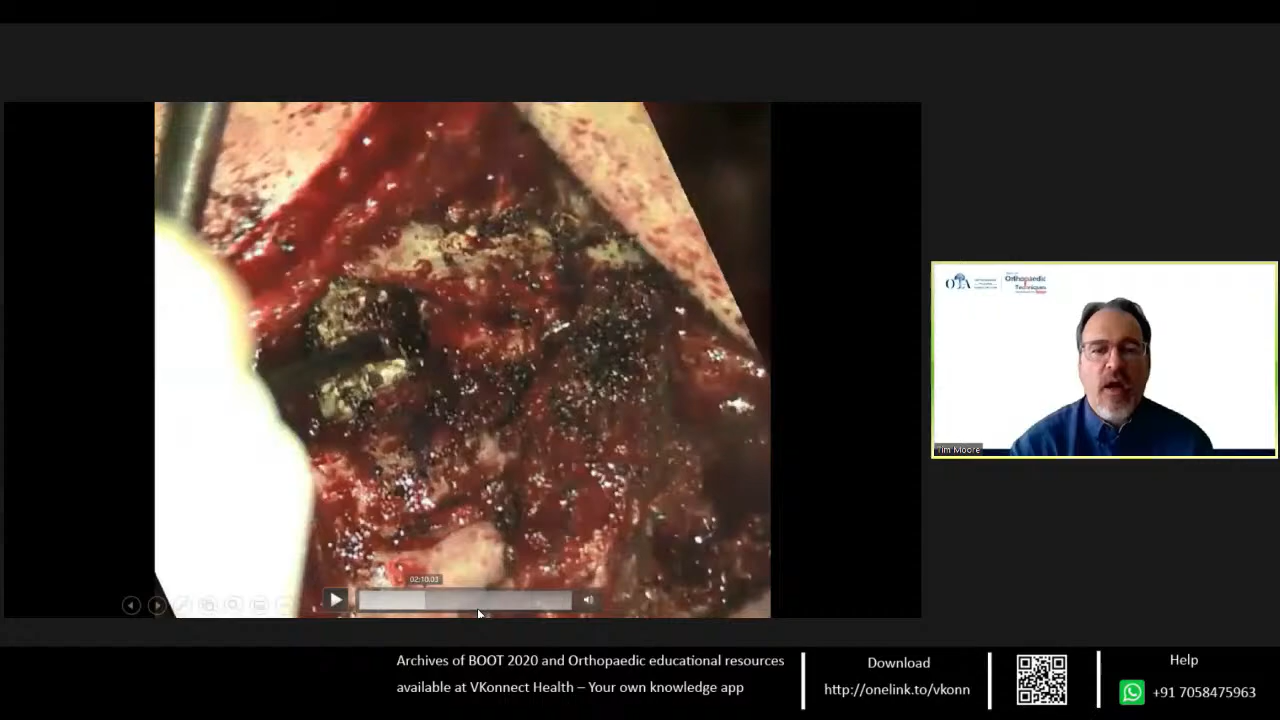 OTA
Orthopaedic
Techniques
Tim Moore
02:10.03
Archives of BOOT 2020 and Orthopaedic educational resources
available at VKonnect Health – Your own knowledge app
Download
http://onelink.to/vkonn
Help
+91 7058475963